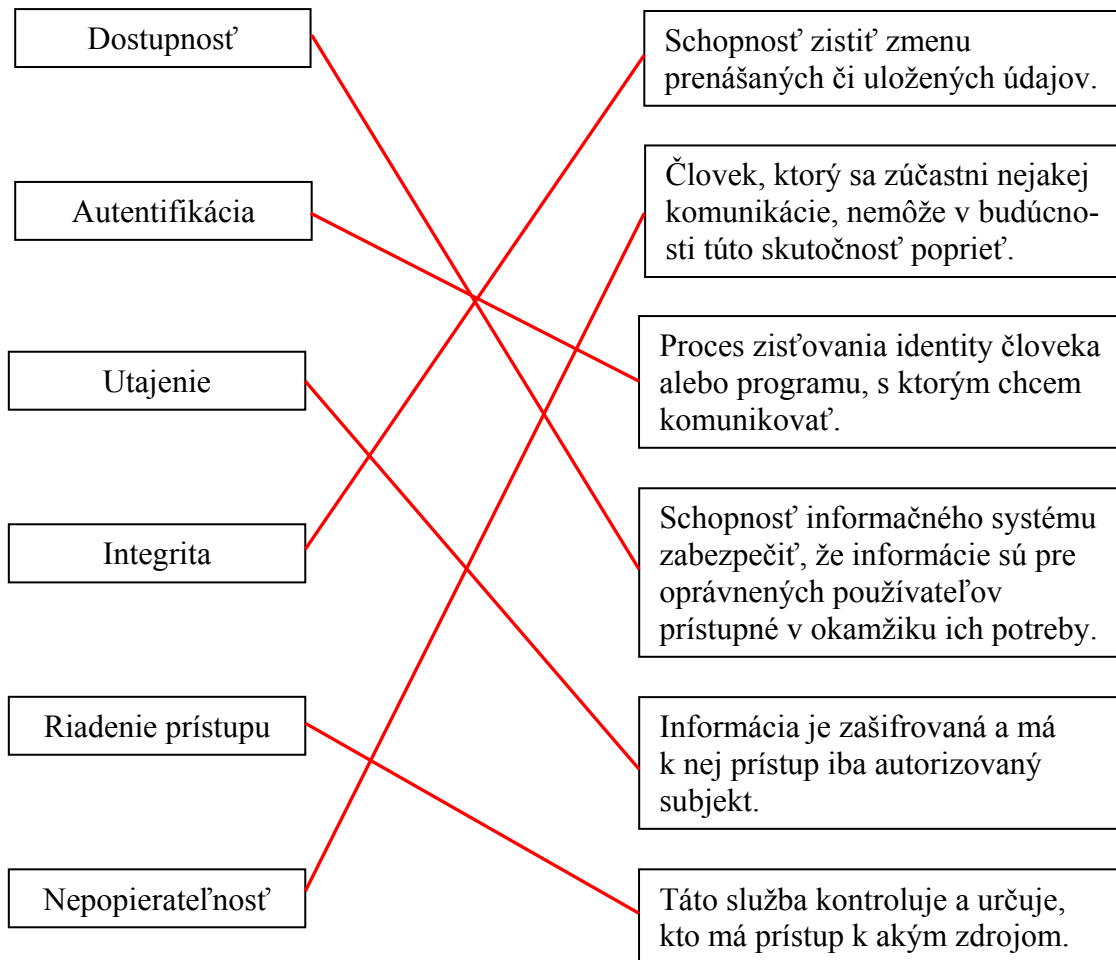 Dostupnosť
Autentifikácia
Utajenie
Integrita
Riadenie prístupu
Nepopierateľnosť
Schopnosť zistiť zmenu
prenášaných či uložených údajov.
Človek, ktorý sa zúčastni nejakej
komunikácie, nemôže v budúcno-
sti túto skutočnosť poprieť.
Proces zisťovania identity človeka
alebo programu, s ktorým chcem
komunikovať.
Schopnosť informačného systému
zabezpečiť, že informácie sú pre
oprávnených používateľov
prístupné v okamžiku ich potreby.
Informácia je zašifrovaná a má
k nej prístup iba autorizovaný
subjekt.
Táto služba kontroluje a určuje,
kto má prístup k akým zdrojom.